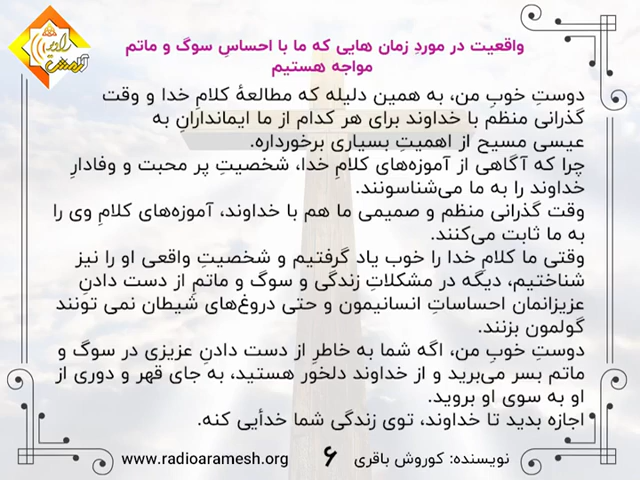 واقعیت در موردِ زمان هایی که ما با احساسِ سوگ و ماتم
مواجه هستیم
دوستِ خوبِ من، به همین دلیله که مطالعهٔ کلامِ خدا و وقت
گذرانی منظم با خداوند برای هر کدام از ما ایماندارانِ به
عیسی مسیح از اهمیتِ بسیاری برخورداره.
چرا که آگاهی از آموزه‌های کلامِ خدا، شخصیتِ پر محبت و وفادارِ
خداوند را به ما می‌شناسونند.
وقت گذرانی منظم و صمیمی ما هم با خداوند، آموزه‌های کلامِ وی را
به ما ثابت می‌کنند.
وقتی ما کلامِ خدا را خوب یاد گرفتیم و شخصیتِ واقعی او را نیز
شناختیم، دیگه در مشکلاتِ زندگی و سوگ و ماتمِ از دست دادنِ
عزیزانمان احساساتِ انسانیمون و حتی دروغ‌های شیطان نمی تونند
گولمون بزنند.
دوستِ خوبِ من، اگه شما به خاطرِ از دست دادنِ عزیزی در سوگ و
ماتم بسر می‌برید و از خداوند دلخور هستید، به جای قهر و دوری از
او به سوی او بروید.
اجازه بدید تا خداوند، توی زندگی شما خدأیی کنه.
نویسنده: کوروش باقری ۶ www.radioaramesh.org